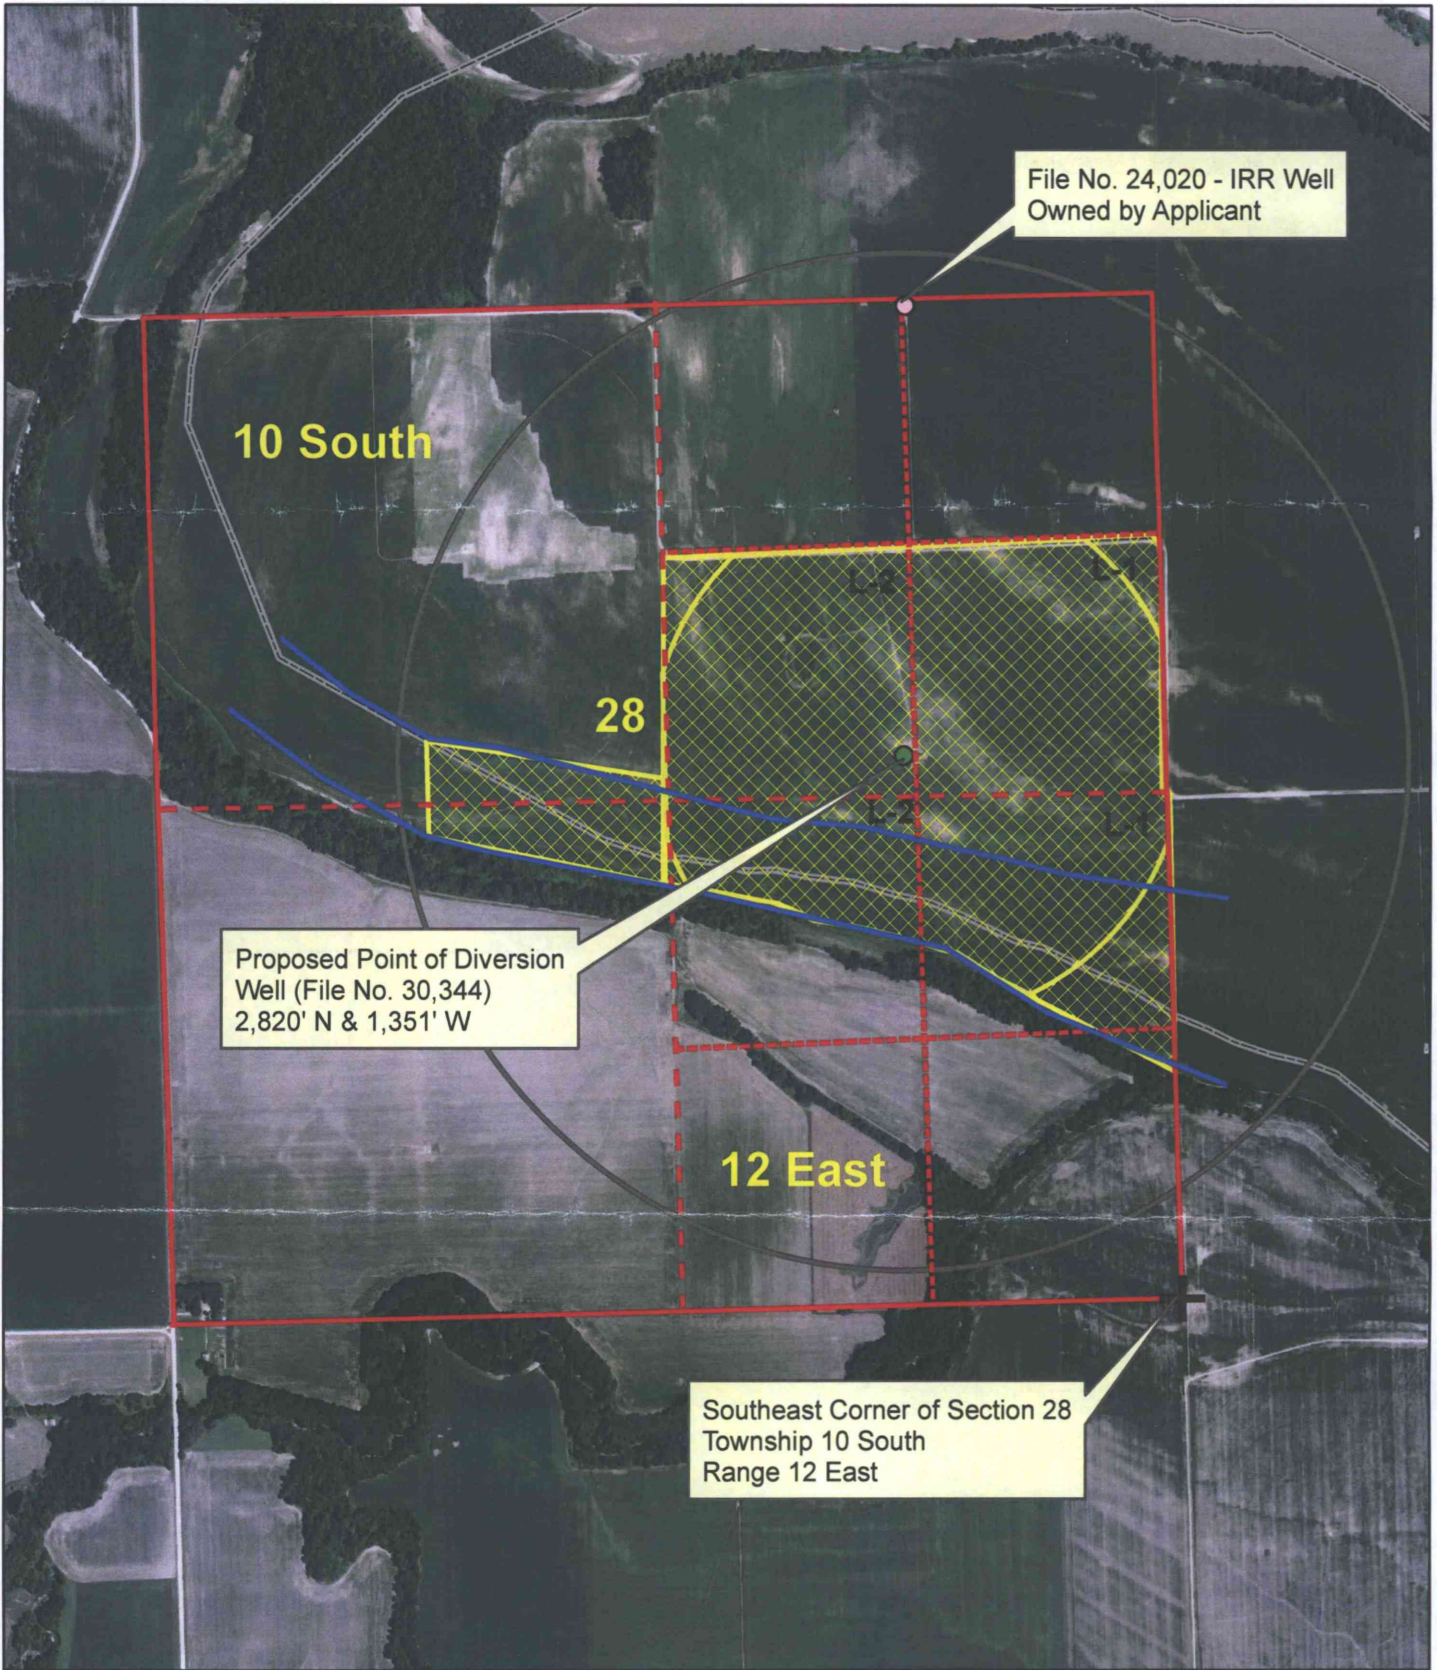 File No. 24,020 - IRR Well
Owned by Applicant
10 South
L-2
L-1
28
L-2
L-1
Proposed Point of Diversion
Well (File No. 30,344)
2,820' N & 1,351' W
12 East
Southeast Corner of Section 28
Township 10 South
Range 12 East